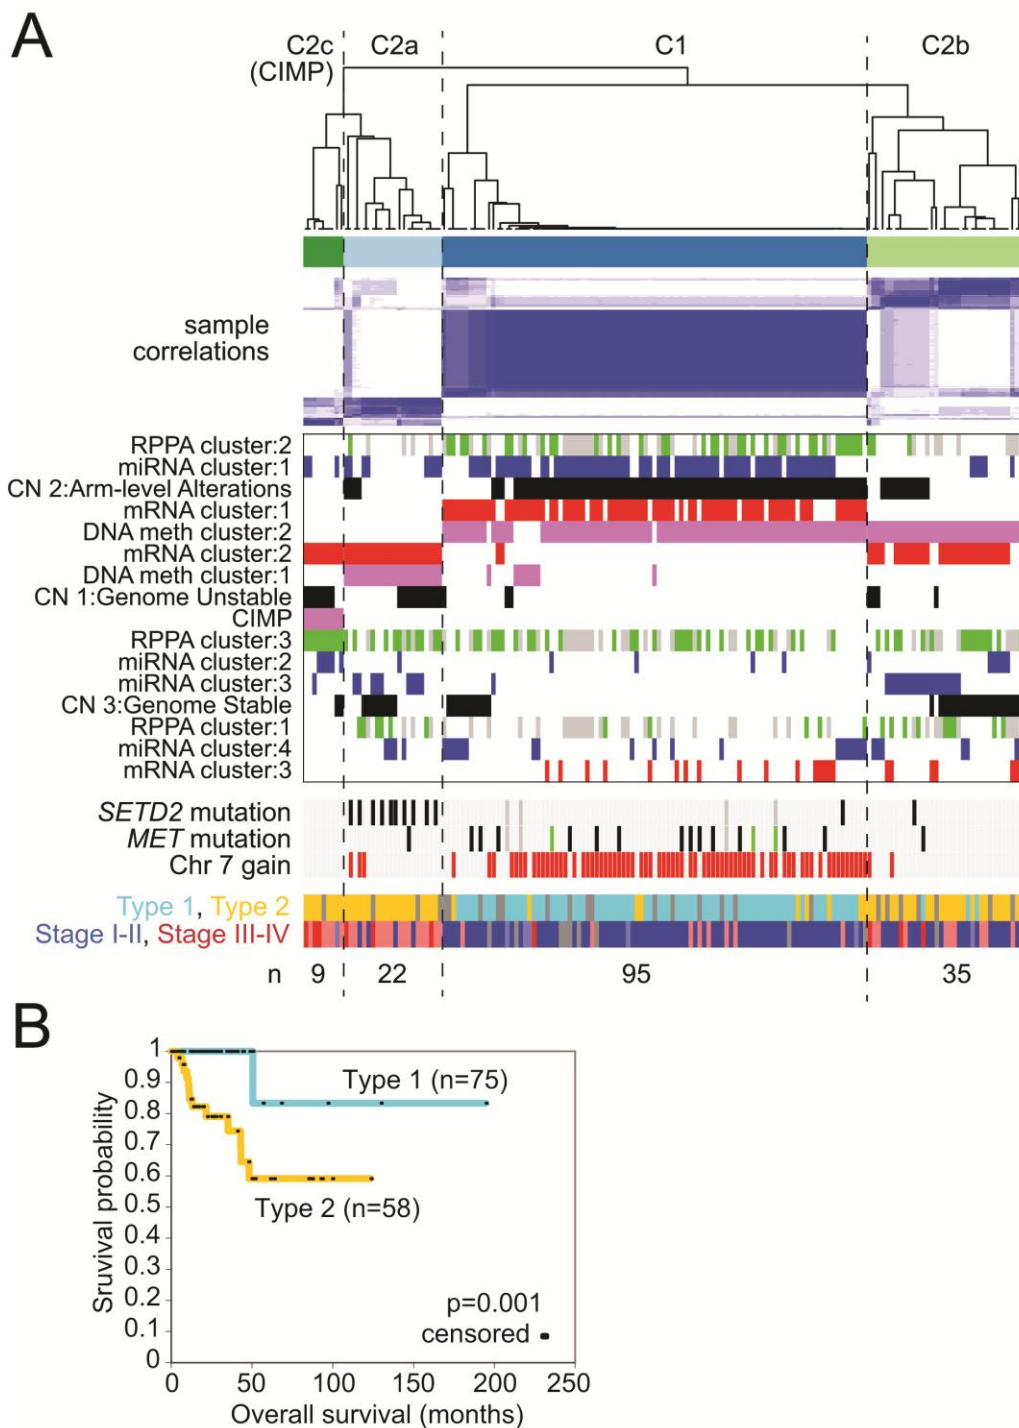 A
C2c
(CIMP)
C2a
C1
C2b
sample
correlations
RPPA cluster:2
miRNA cluster:1
CN 2:Arm-level Alterations
mRNA cluster:1
DNA meth cluster:2
mRNA cluster:2
DNA meth cluster:1
CN 1:Genome Unstable
CIMP
RPPA cluster:3
miRNA cluster:2
miRNA cluster:3
CN 3:Genome Stable
RPPA cluster:1
miRNA cluster:4
mRNA cluster:3
SETD2 mutation
MET mutation
Chr 7 gain
Type 1, Type 2
Stage I-II, Stage III-IV
n 9 22 95 35
B
Sruvival probability
1
0.9
0.8
0.7
0.6
0.5
0.4
0.3
0.2
0.1
0
Type 1 (n=75)
Type 2 (n=58)
p=0.001
censored
0 50 100 150 200 250
Overall survival (months)